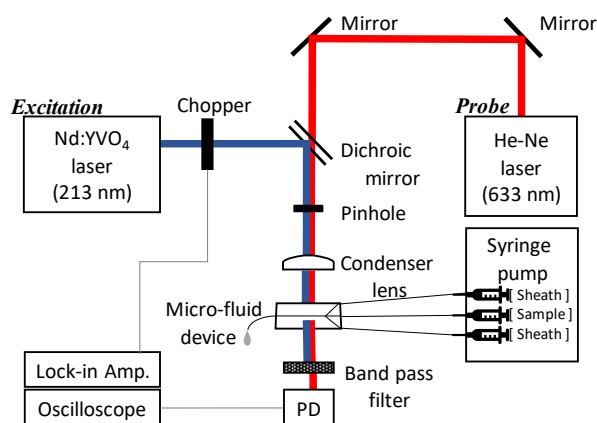 Mirror
Mirror
Excitation
Chopper
Probe
Nd:YVO₄
laser
(213 nm)
He-Ne
laser
(633 nm)
Dichroic
mirror
Pinhole
Condenser
lens
Syringe
pump
[ Sheath ]
[ Sample ]
[ Sheath ]
Micro-fluid
device
Band pass
filter
Lock-in Amp.
Oscilloscope
PD